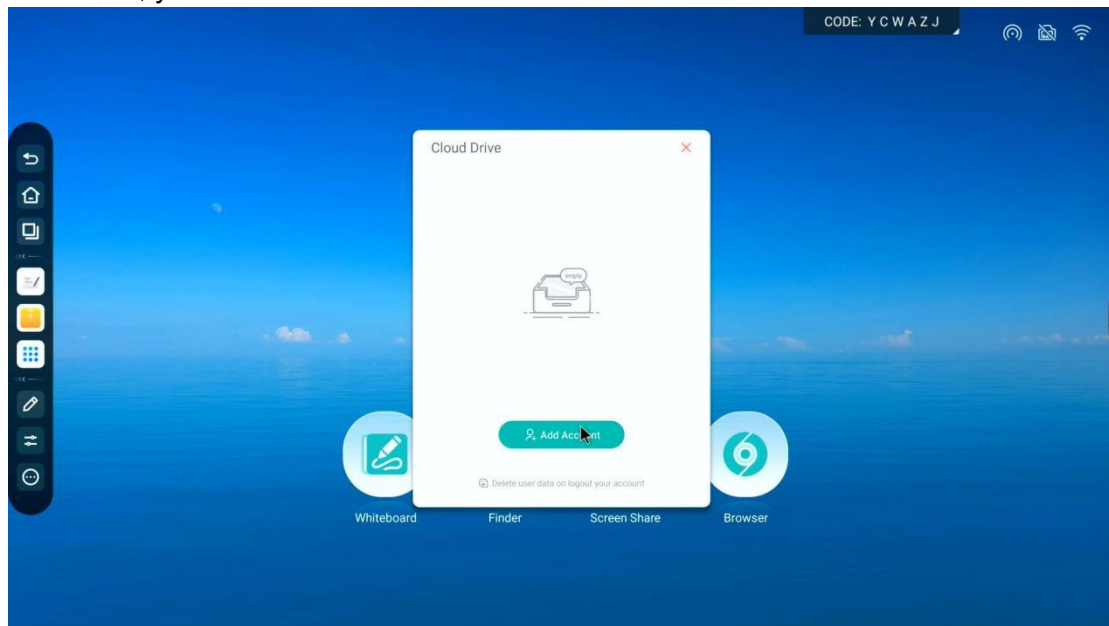 CODE: Y C W A Z J
Cloud Drive
empty
Add Account
Delete user data on logout your account
Whiteboard
Finder
Screen Share
Browser